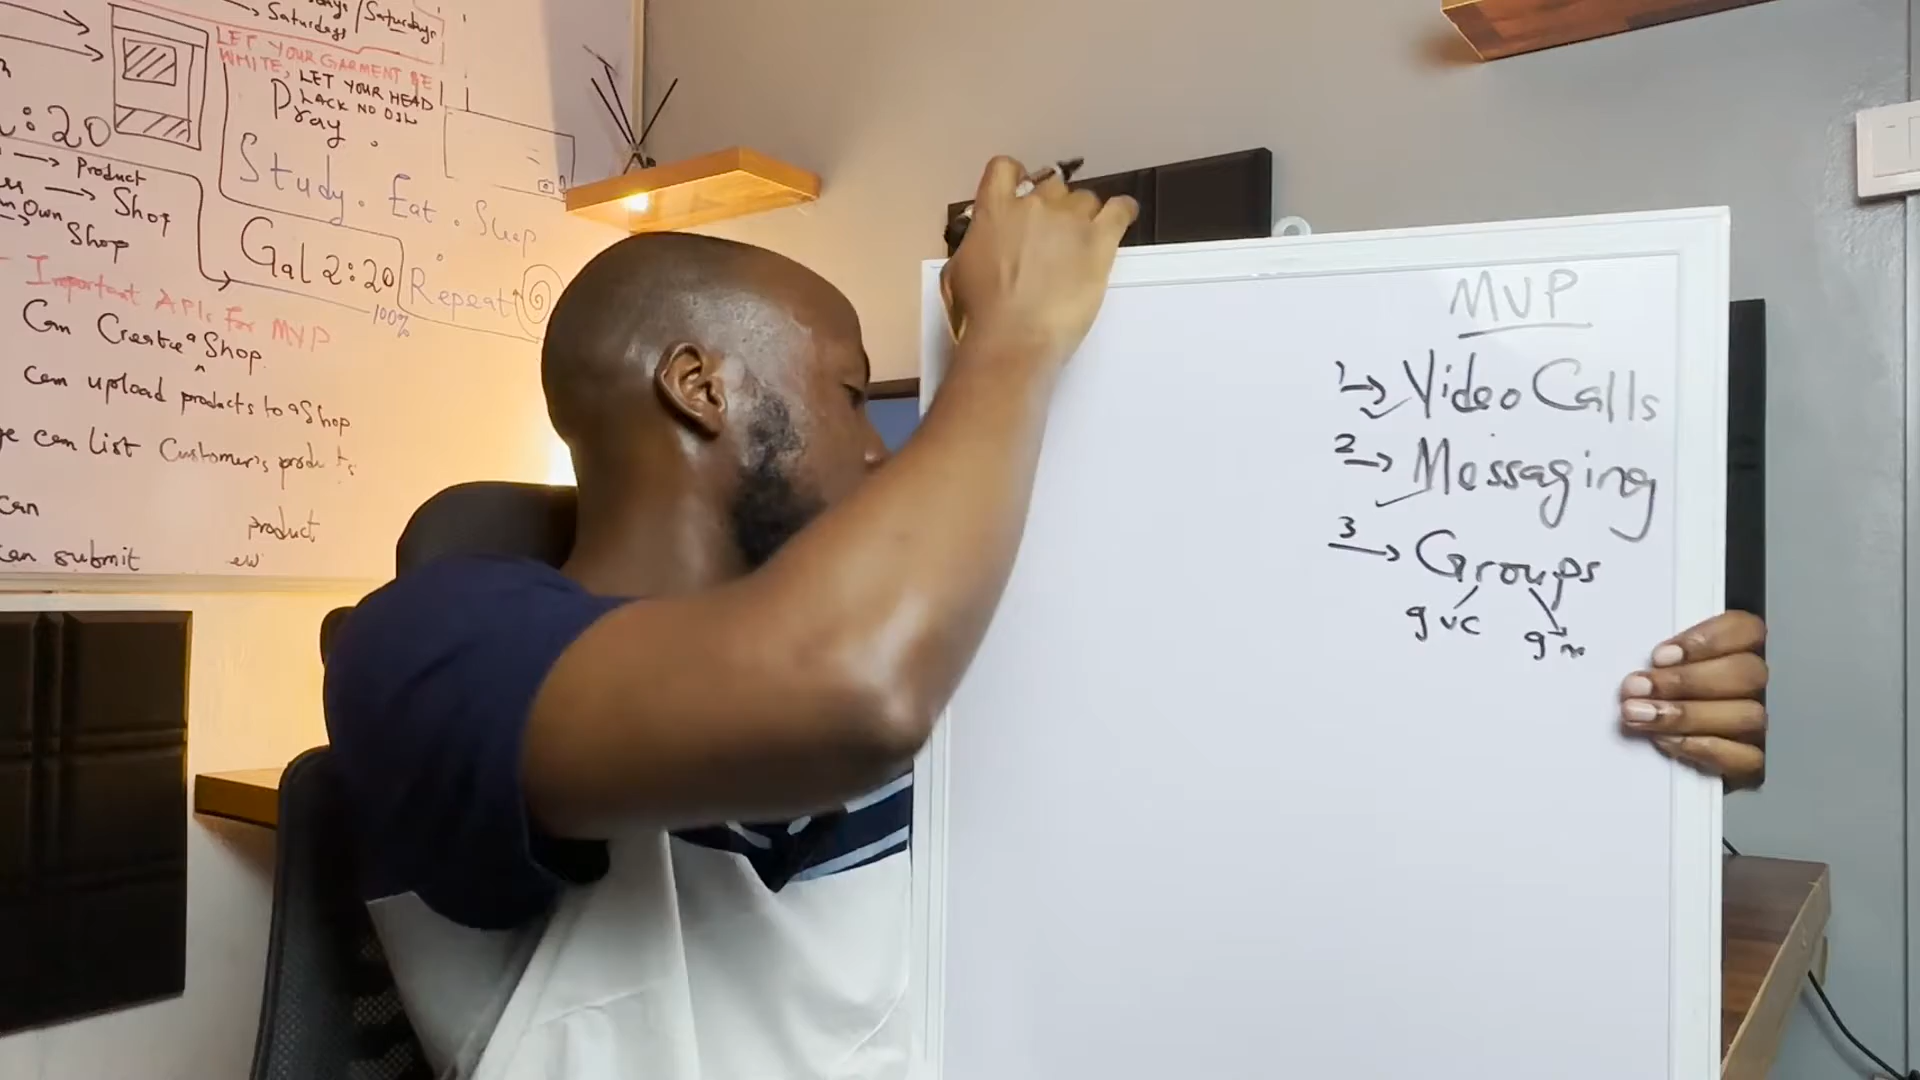 Saturdays / Saturdays
LET YOUR GARMENT BE
WHITE, LET YOUR HEAD
LACK NO OIL
Pray .
Study . Eat . Sleep
:20
→ Product
→ Shop
Own
Shop
Gal 2:20
Repeat
100%
Important APIs For MVP
Can Create a Shop
can upload products to a Shop
can list Customer's products
can
product
can submit
MVP
1→ Video Calls
2→ Messaging
3→ Groups
gvc
gm